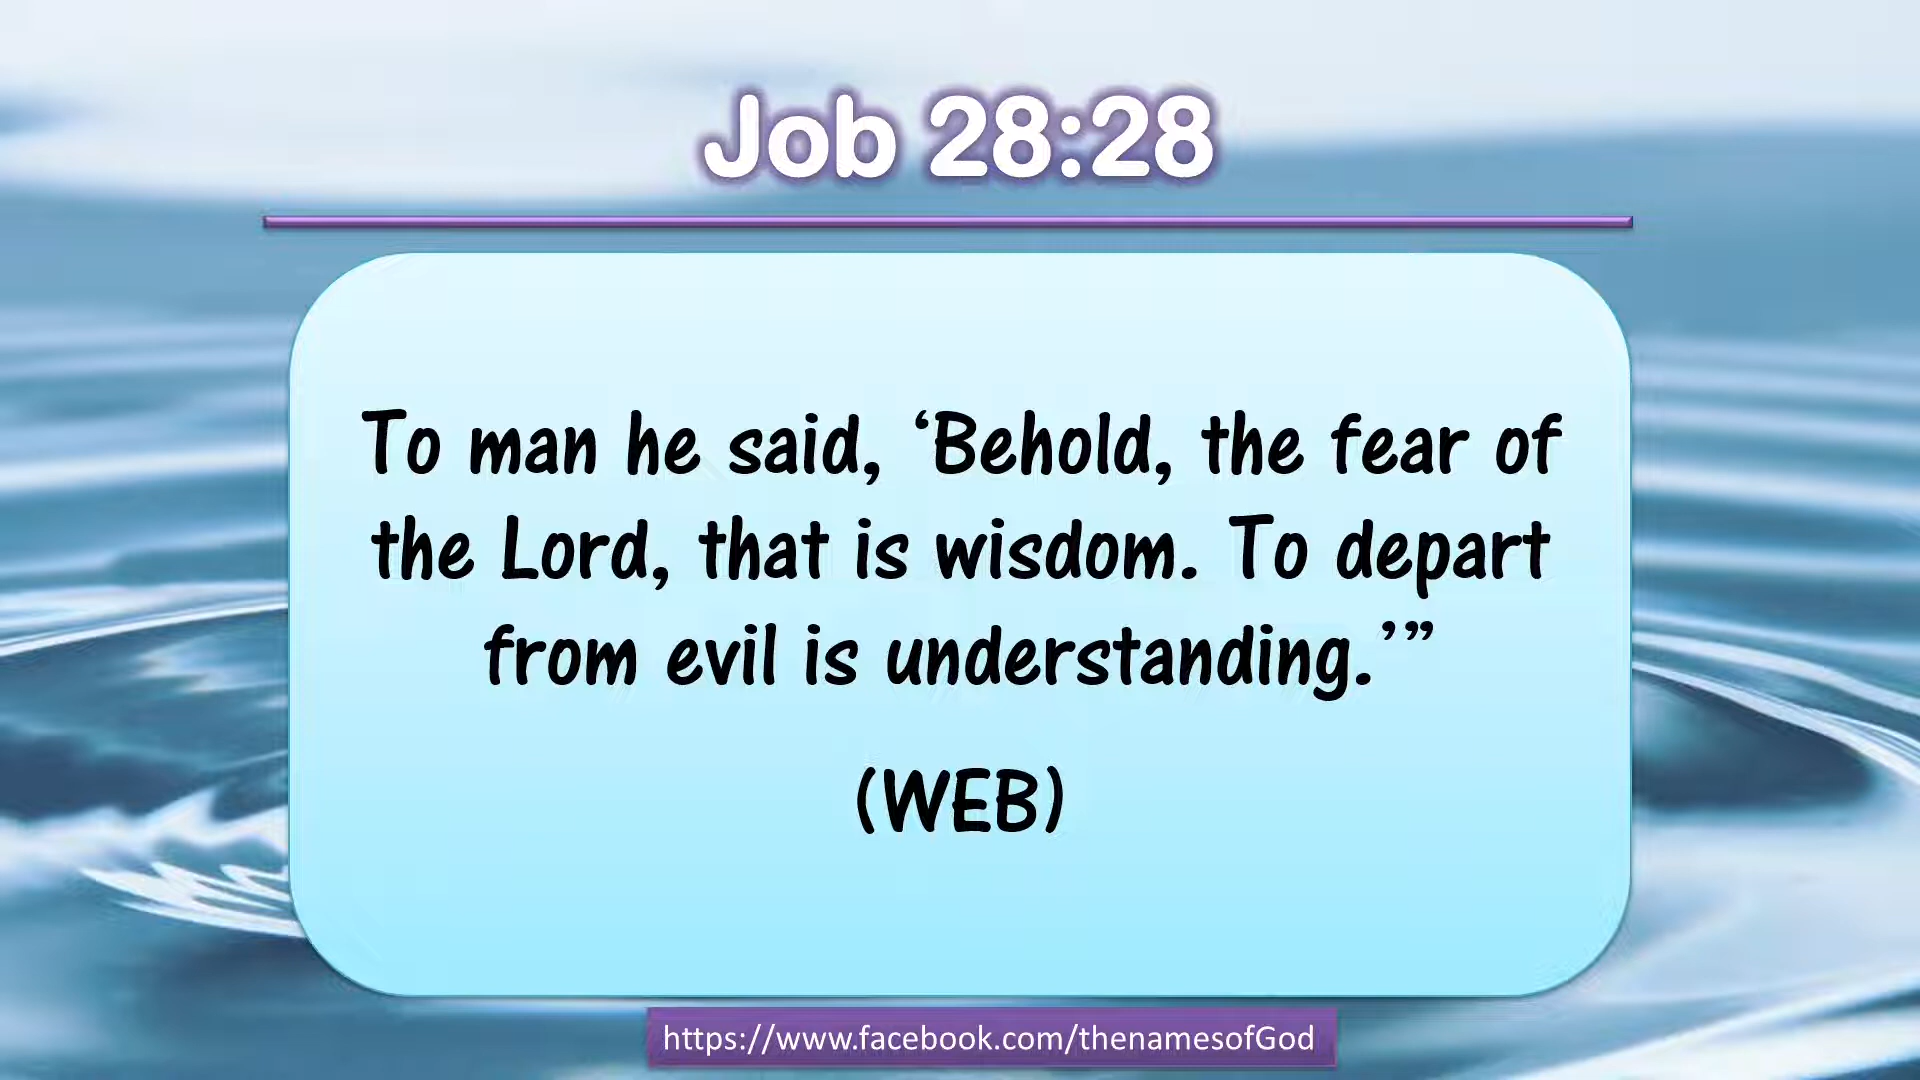 Job 28:28
To man he said, ‘Behold, the fear of
the Lord, that is wisdom. To depart
from evil is understanding.’”
(WEB)
https://www.facebook.com/thenamesofGod